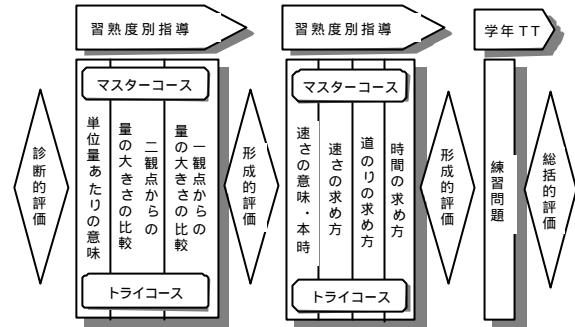 習熟度別指導
習熟度別指導
学年TT
診断的評価
マスターコース
単位量あたりの意味
二観点からの
量の大きさの比較
一観点からの
量の大きさの比較
トライコース
形成的評価
マスターコース
速さの意味・本時
速さの求め方
道のりの求め方
時間の求め方
トライコース
形成的評価
練習問題
総括的評価